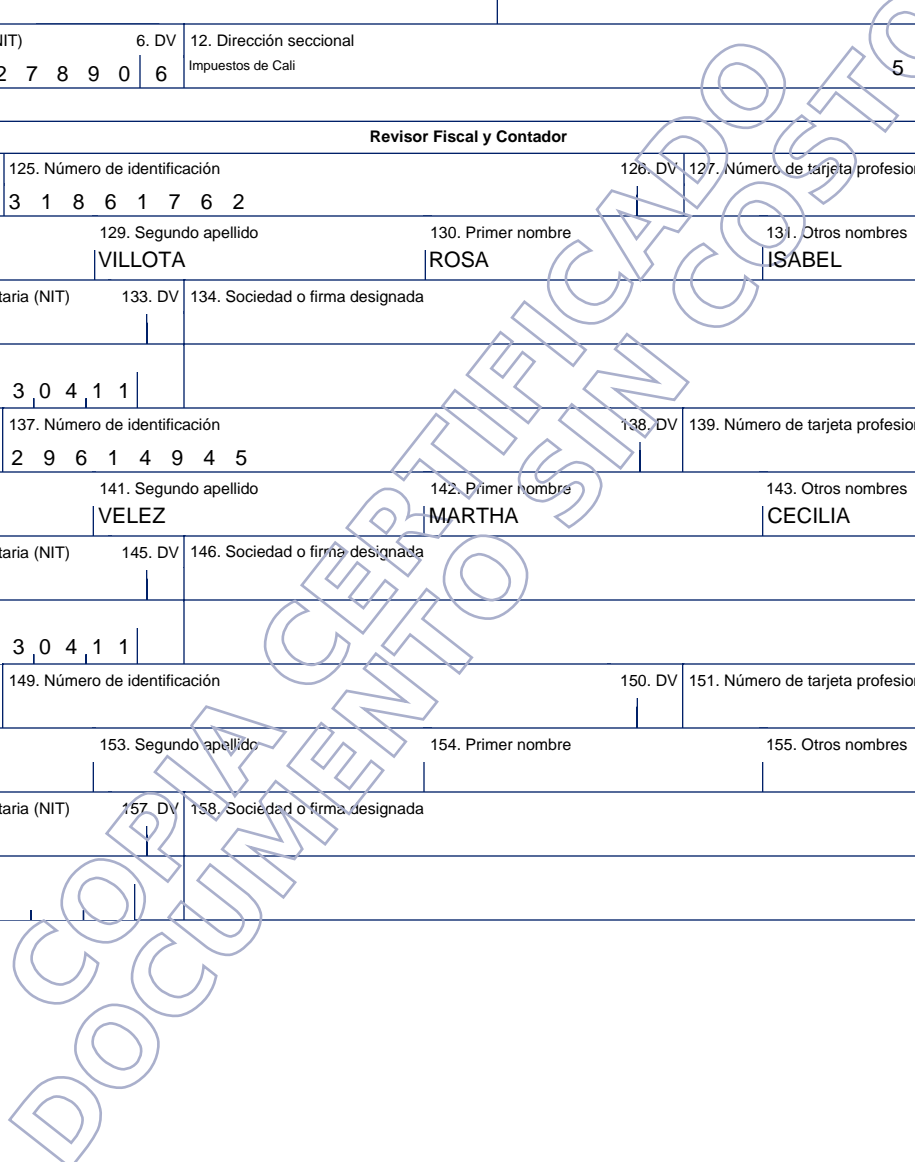 NIT) 6. DV 12. Dirección seccional
2 7 8 9 0 6 Impuestos de Cali 5
Revisor Fiscal y Contador
125. Número de identificación 126. DV 127. Número de tarjeta profesion
3 1 8 6 1 7 6 2
129. Segundo apellido 130. Primer nombre 131. Otros nombres
VILLOTA ROSA ISABEL
taria (NIT) 133. DV 134. Sociedad o firma designada
3 0 4 1 1
137. Número de identificación 138. DV 139. Número de tarjeta profesion
2 9 6 1 4 9 4 5
141. Segundo apellido 142. Primer nombre 143. Otros nombres
VELEZ MARTHA CECILIA
taria (NIT) 145. DV 146. Sociedad o firma designada
3 0 4 1 1
149. Número de identificación 150. DV 151. Número de tarjeta profesion
153. Segundo apellido 154. Primer nombre 155. Otros nombres
taria (NIT) 157. DV 158. Sociedad o firma designada
COPIA CERTIFICADO
DOCUMENTO SIN COSTO